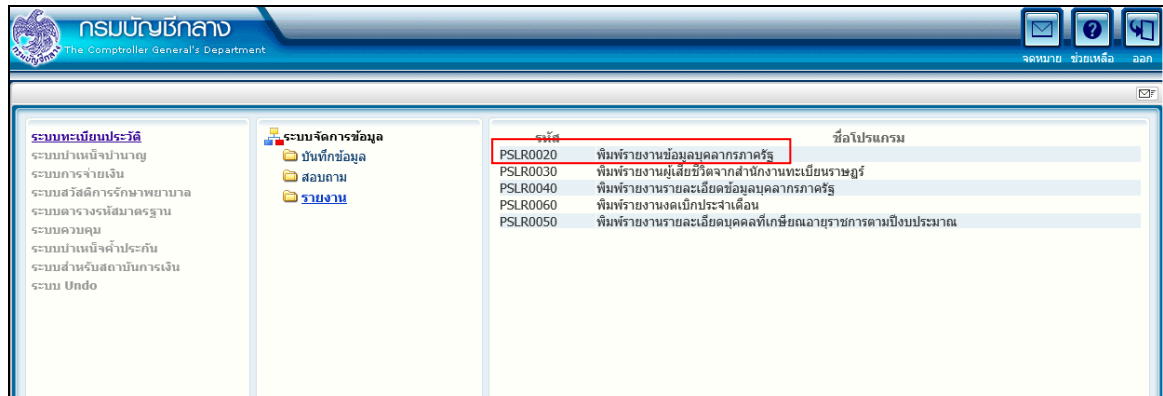 กรมบัญชีกลาง
The Comptroller General's Department
จดหมาย ช่วยเหลือ ออก
ระบบทะเบียนประวัติ
ระบบบำเหน็จบำนาญ
ระบบการจ่ายเงิน
ระบบสวัสดิการรักษาพยาบาล
ระบบตารางรหัสมาตรฐาน
ระบบควบคุม
ระบบบำเหน็จค้ำประกัน
ระบบสำหรับสถาบันการเงิน
ระบบ Undo
ระบบจัดการข้อมูล
บันทึกข้อมูล
สอบถาม
รายงาน
รหัส ชื่อโปรแกรม
PSLR0020 พิมพ์รายงานข้อมูลบุคลากรภาครัฐ
PSLR0030 พิมพ์รายงานผู้เสียชีวิตจากสำนักงานทะเบียนราษฎร์
PSLR0040 พิมพ์รายงานรายละเอียดข้อมูลบุคลากรภาครัฐ
PSLR0060 พิมพ์รายงานงดเบิกประจำเดือน
PSLR0050 พิมพ์รายงานรายละเอียดบุคคลที่เกษียณอายุราชการตามปีงบประมาณ